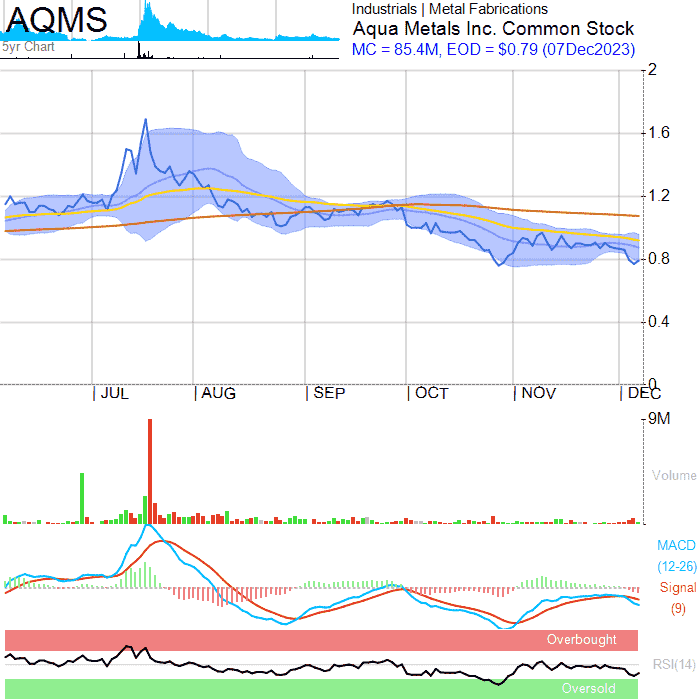 AQMS
5yr Chart
Industrials | Metal Fabrications
Aqua Metals Inc. Common Stock
MC = 85.4M, EOD = $0.79 (07Dec2023)
2
1.6
1.2
0.8
0.4
0
JUL AUG SEP OCT NOV DEC
9M
Volume
MACD
(12-26)
Signal
(9)
Overbought
RSI(14)
Oversold